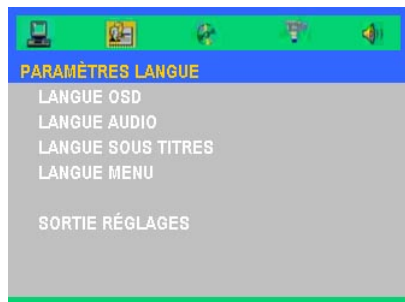 PARAMÈTRES LANGUE
LANGUE OSD
LANGUE AUDIO
LANGUE SOUS TITRES
LANGUE MENU
SORTIE RÉGLAGES